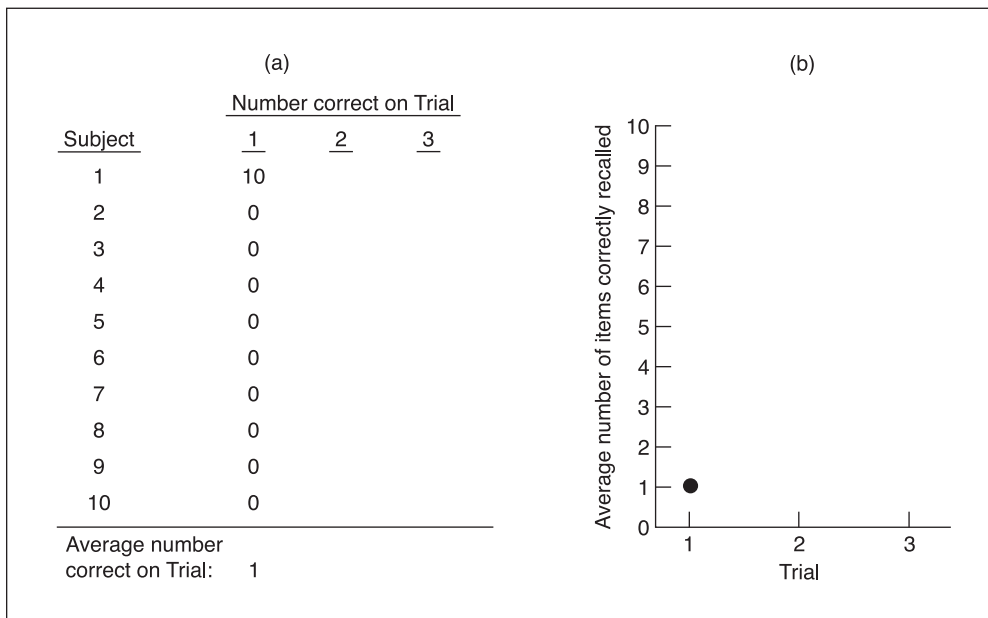 (a)
Number correct on Trial
Subject 1 2 3
1 10
2 0
3 0
4 0
5 0
6 0
7 0
8 0
9 0
10 0
Average number
correct on Trial: 1
(b)
Average number of items correctly recalled
10
9
8
7
6
5
4
3
2
1
0
1 2 3
Trial